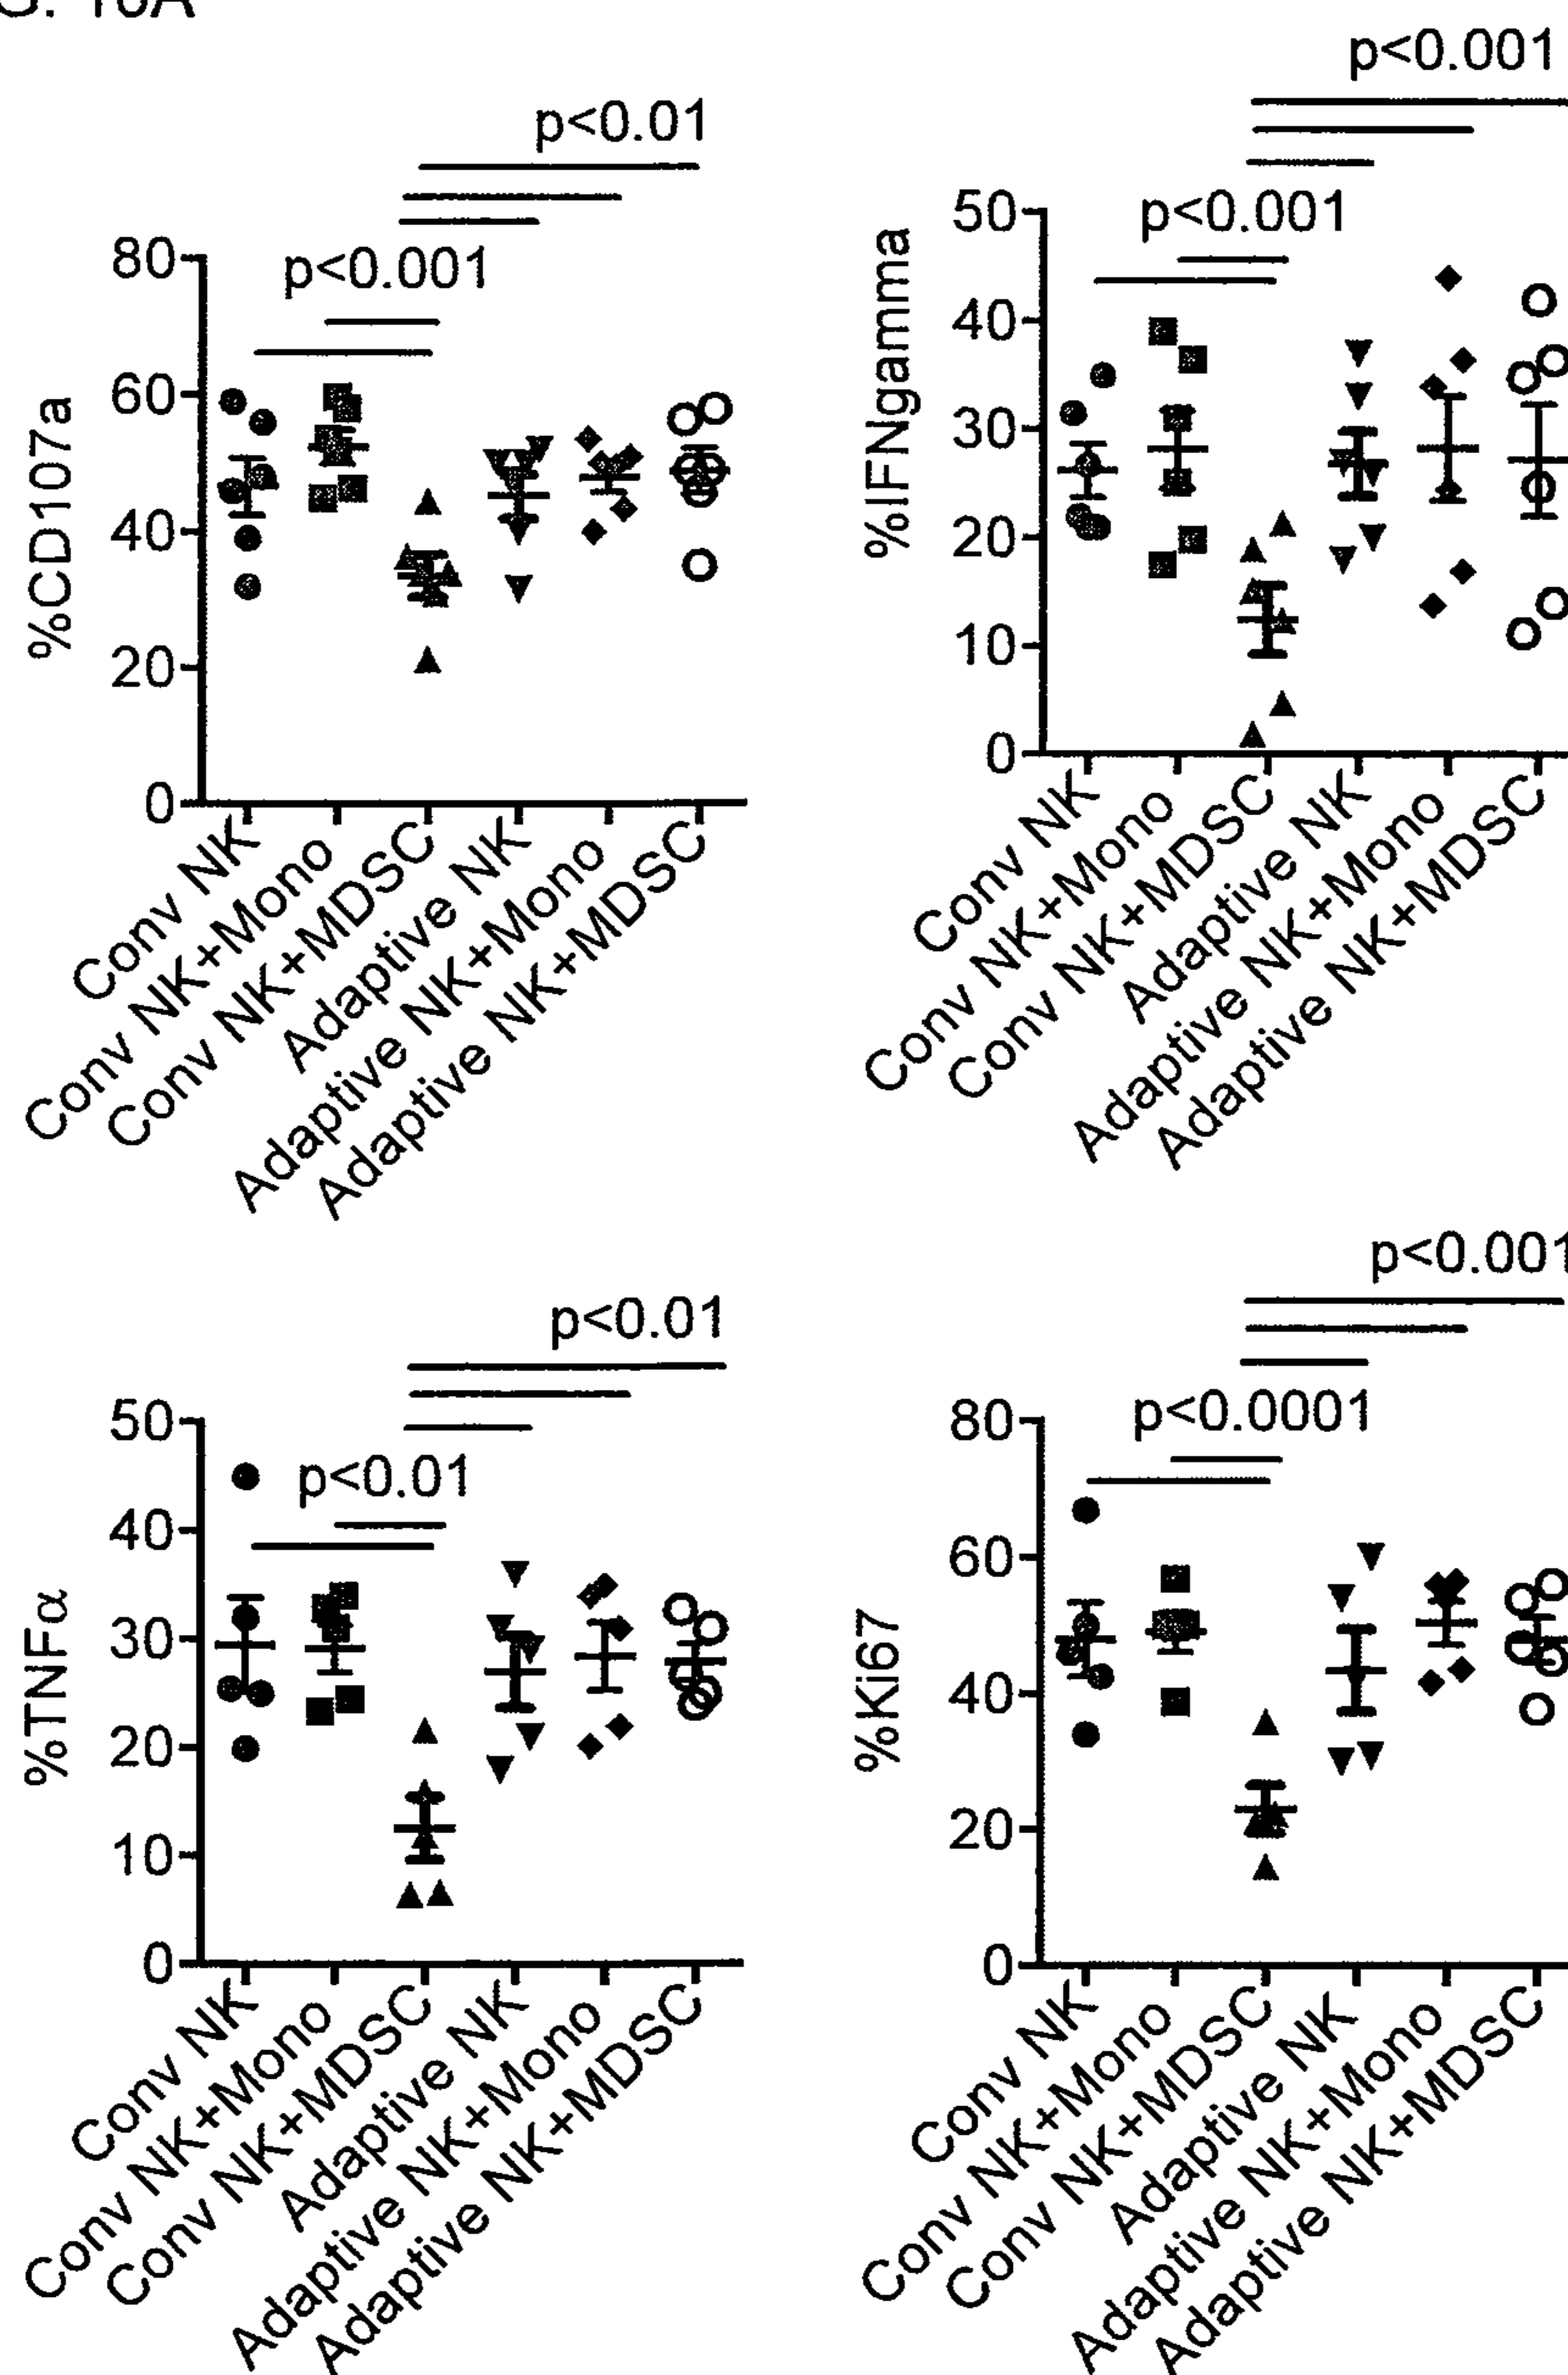 G. 10A
p<0.01
p<0.001
%CD107a
80
60
40
20
0
Conv NK
Conv NK+Mono
Conv NK+MDSC
Adaptive NK
Adaptive NK+Mono
Adaptive NK+MDSC
p<0.001
p<0.001
%IFNgamma
50
40
30
20
10
0
Conv NK
Conv NK+Mono
Conv NK+MDSC
Adaptive NK
Adaptive NK+Mono
Adaptive NK+MDSC
p<0.01
p<0.01
%TNFα
50
40
30
20
10
0
Conv NK
Conv NK+Mono
Conv NK+MDSC
Adaptive NK
Adaptive NK+Mono
Adaptive NK+MDSC
p<0.001
p<0.0001
%Ki67
80
60
40
20
0
Conv NK
Conv NK+Mono
Conv NK+MDSC
Adaptive NK
Adaptive NK+Mono
Adaptive NK+MDSC